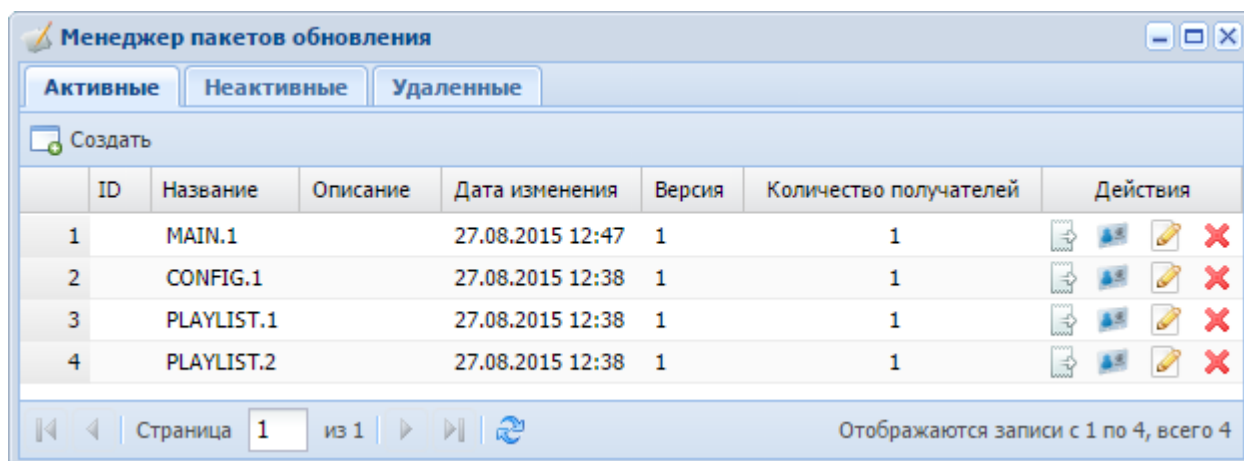 Менеджер пакетов обновления
Активные Неактивные Удаленные
Создать
ID Название Описание Дата изменения Версия Количество получателей Действия
1 MAIN.1 27.08.2015 12:47 1 1
2 CONFIG.1 27.08.2015 12:38 1 1
3 PLAYLIST.1 27.08.2015 12:38 1 1
4 PLAYLIST.2 27.08.2015 12:38 1 1
Страница 1 из 1 Отображаются записи с 1 по 4, всего 4